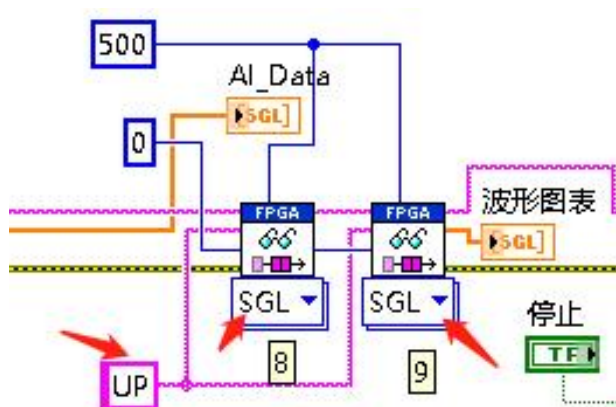 500
AI_Data
[SGL]
0
FPGA
FPGA
波形图表
SGL]
SGL
SGL
停止
TF
8
9
UP